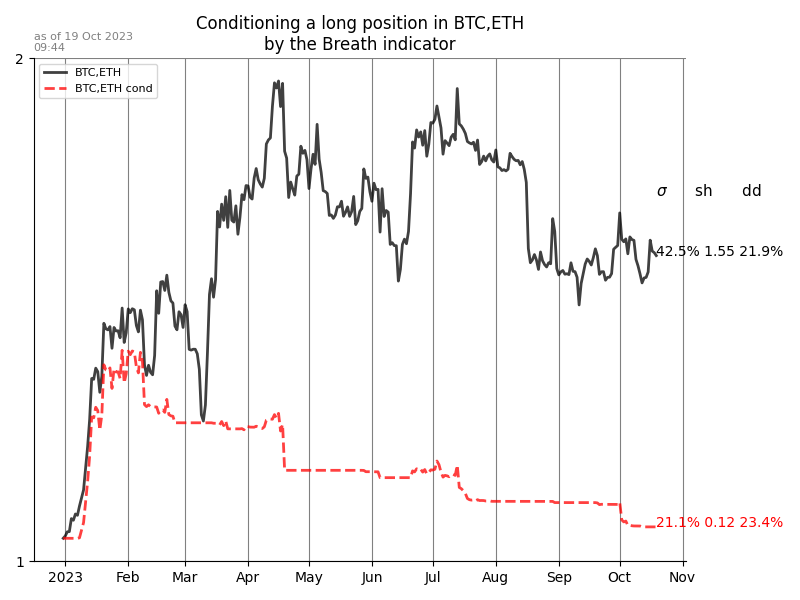 Conditioning a long position in BTC,ETH
by the Breath indicator
as of 19 Oct 2023
09:44
2
BTC,ETH
BTC,ETH cond
σ sh dd
42.5% 1.55 21.9%
21.1% 0.12 23.4%
1
2023 Feb Mar Apr May Jun Jul Aug Sep Oct Nov